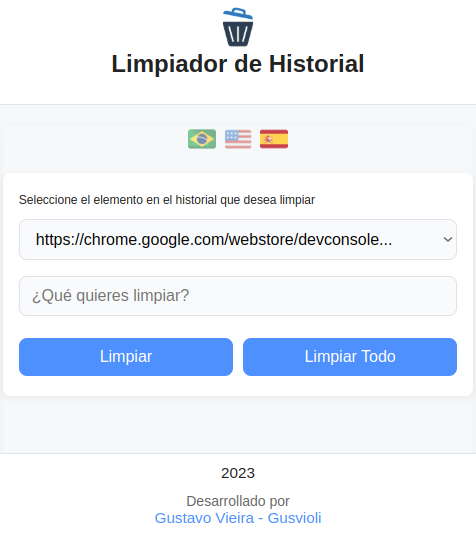 Limpiador de Historial
Seleccione el elemento en el historial que desea limpiar
https://chrome.google.com/webstore/devconsole...
¿Qué quieres limpiar?
Limpiar
Limpiar Todo
2023
Desarrollado por
Gustavo Vieira - Gusvioli